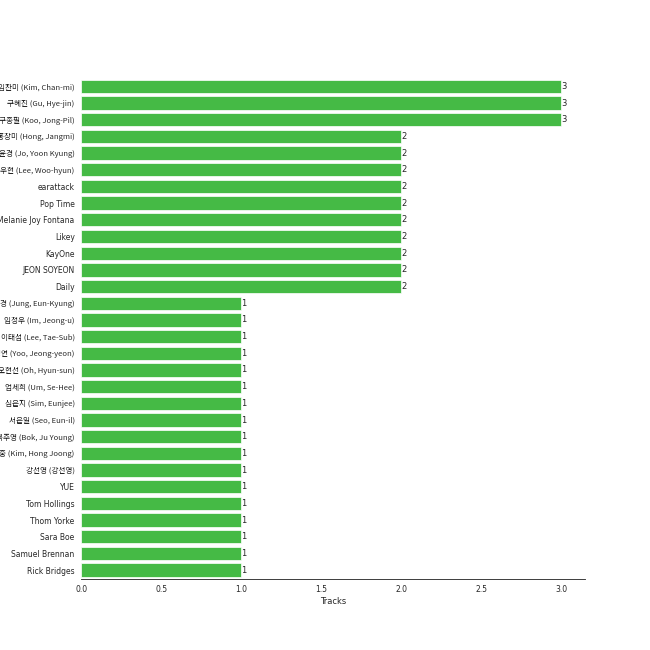 김찬미 (Kim, Chan-mi) 3
구혜진 (Gu, Hye-jin) 3
구종필 (Koo, Jong-Pil) 3
홍장미 (Hong, Jangmi) 2
윤경 (Jo, Yoon Kyung) 2
우현 (Lee, Woo-hyun) 2
earattack 2
Pop Time 2
Melanie Joy Fontana 2
Likey 2
KayOne 2
JEON SOYEON 2
Daily 2
경 (Jung, Eun-Kyung) 1
임정우 (Im, Jeong-u) 1
이태섭 (Lee, Tae-Sub) 1
연 (Yoo, Jeong-yeon) 1
오현선 (Oh, Hyun-sun) 1
엄세희 (Um, Se-Hee) 1
심은지 (Sim, Eunjee) 1
서은일 (Seo, Eun-il) 1
복주영 (Bok, Ju Young) 1
중 (Kim, Hong Joong) 1
강선영 (강선영) 1
YUE 1
Tom Hollings 1
Thom Yorke 1
Sara Boe 1
Samuel Brennan 1
Rick Bridges 1
0.0 0.5 1.0 1.5 2.0 2.5 3.0
Tracks